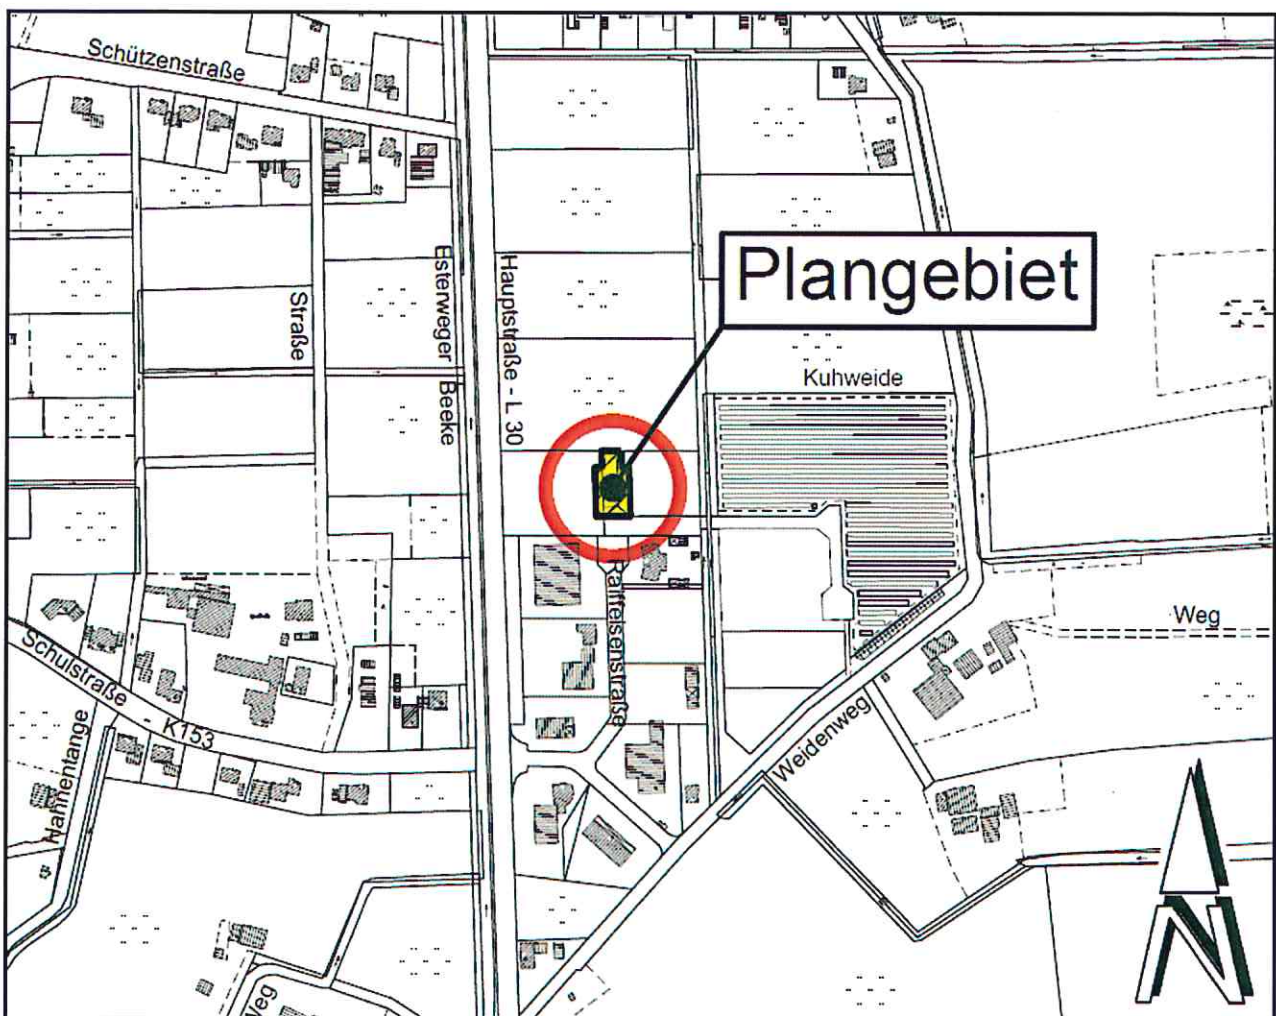 Schützenstraße
Plangebiet
Straße
Esterweger Beeke
Hauptstraße - L 30
Kuhweide
Raiffeisenstraße
Weg
Schulstraße - K153
Hahnentange
Weidenweg
Weg
N